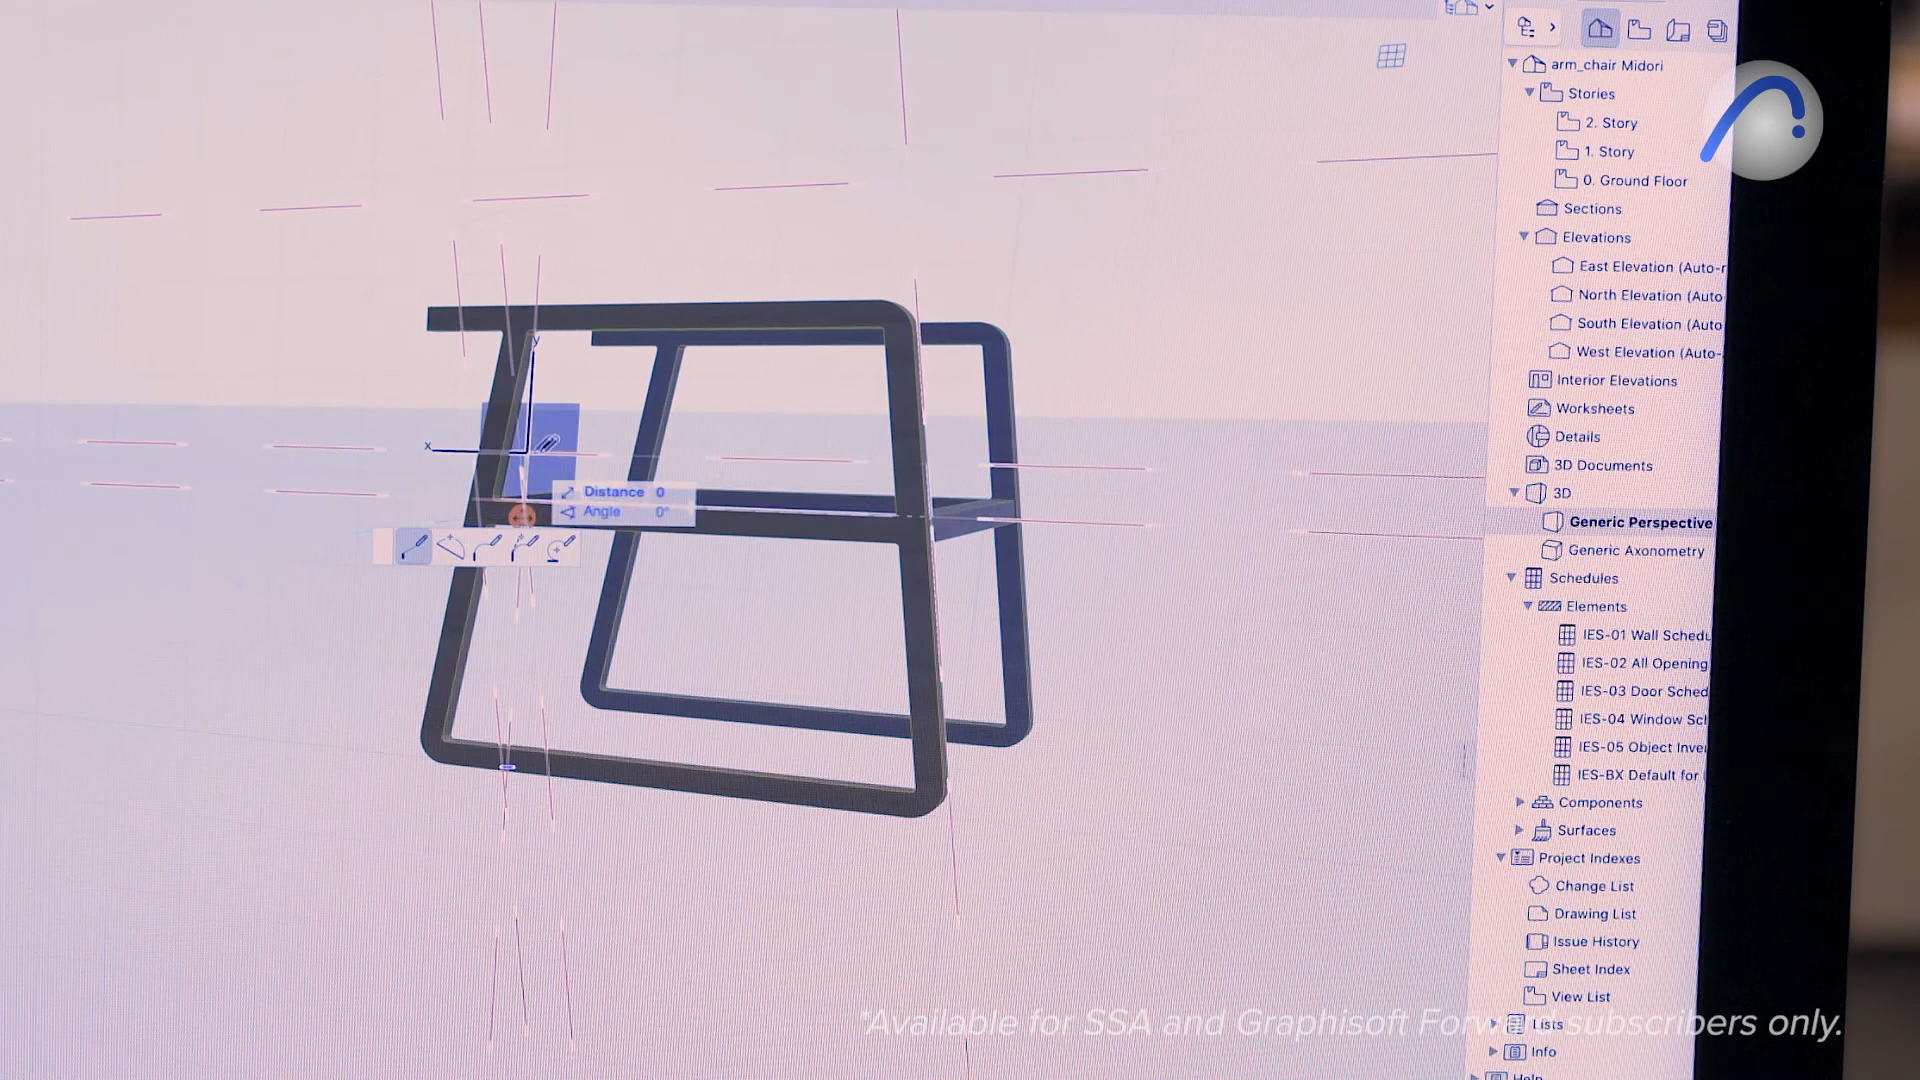 arm_chair Midori
Stories
2. Story
1. Story
0. Ground Floor
Sections
Elevations
East Elevation (Auto-r
North Elevation (Auto
South Elevation (Auto
West Elevation (Auto-
Interior Elevations
Worksheets
Details
3D Documents
3D
Generic Perspective
Generic Axonometry
Schedules
Elements
IES-01 Wall Schedu
IES-02 All Opening
IES-03 Door Sched
IES-04 Window Sch
IES-05 Object Inven
IES-BX Default for
Components
Surfaces
Project Indexes
Change List
Drawing List
Issue History
Sheet Index
View List
Lists
Info
Help
y
x
Distance 0
Angle 0°
*Available for SSA and Graphisoft Forward subscribers only.